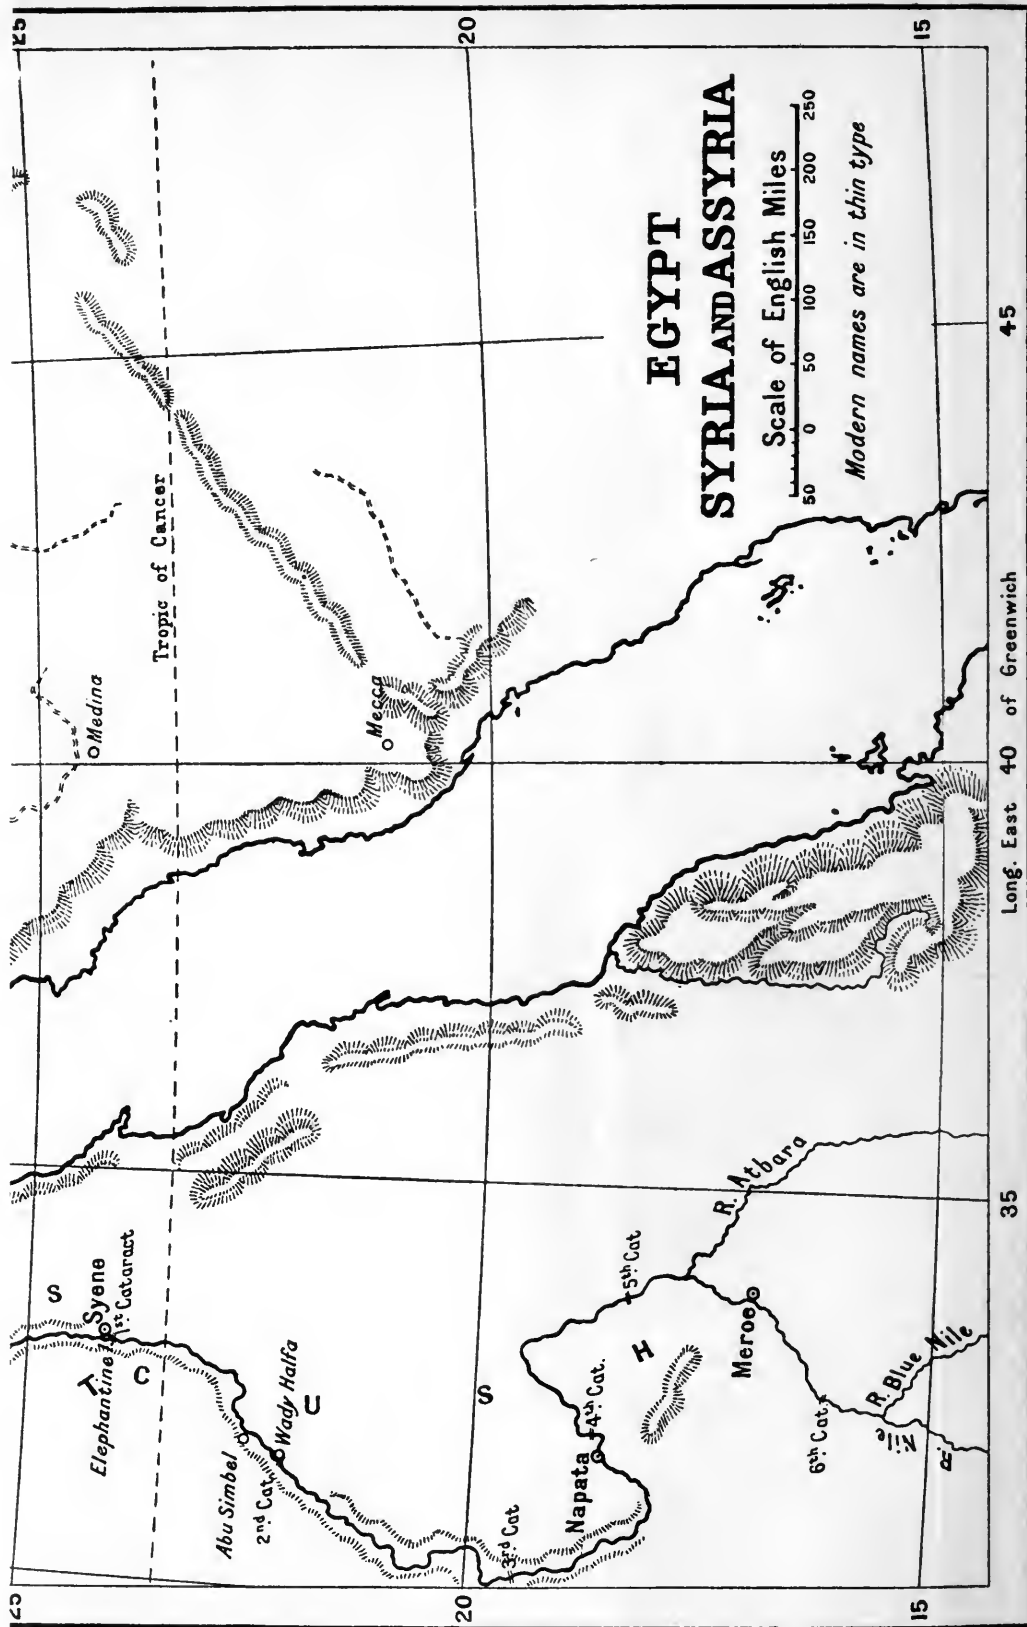 EGYPT
SYRIA AND ASSYRIA
Scale of English Miles
50 0 50 100 150 200 250
Modern names are in thin type
25
20
15
25
20
15
Tropic of Cancer
Medina
Mecca
S
T
C
U
S
H
Syene
Elephantine I.
1st Cataract
Abu Simbel
Wady Halfa
2nd Cat.
3rd Cat
Napata
4th Cat.
5th Cat
R. Atbara
Meroe
6th Cat.
R. Blue Nile
Nile
R.
35
Long. East 40 of Greenwich
45